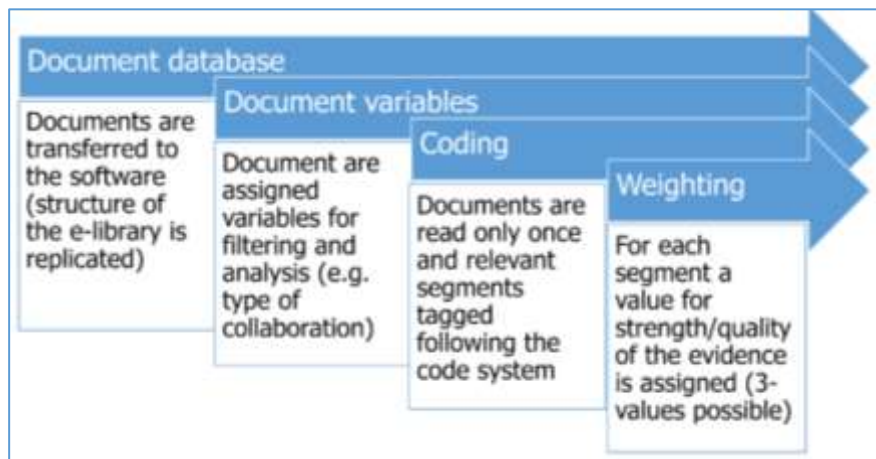 Document database
Documents are
transferred to
the software
(structure of
the e-library is
replicated)
Document variables
Document are
assigned
variables for
filtering and
analysis (e.g.
type of
collaboration)
Coding
Documents are
read only once
and relevant
segments
tagged
following the
code system
Weighting
For each
segment a
value for
strength/quality
of the evidence
is assigned (3-
values possible)